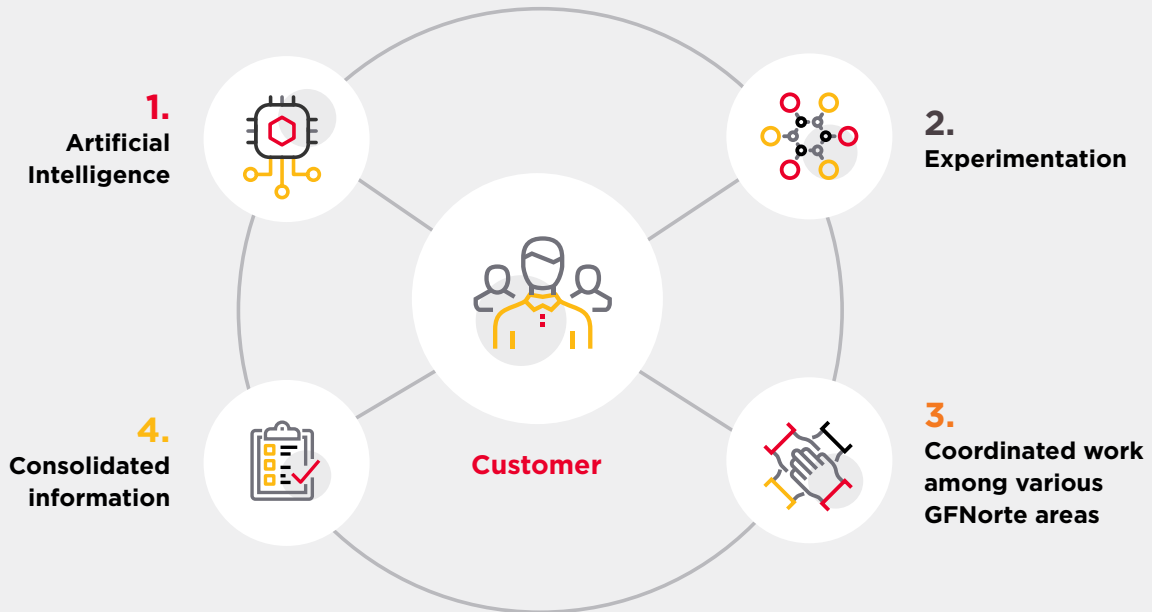 1.
Artificial
Intelligence
2.
Experimentation
Customer
3.
Coordinated work
among various
GFNorte areas
4.
Consolidated
information